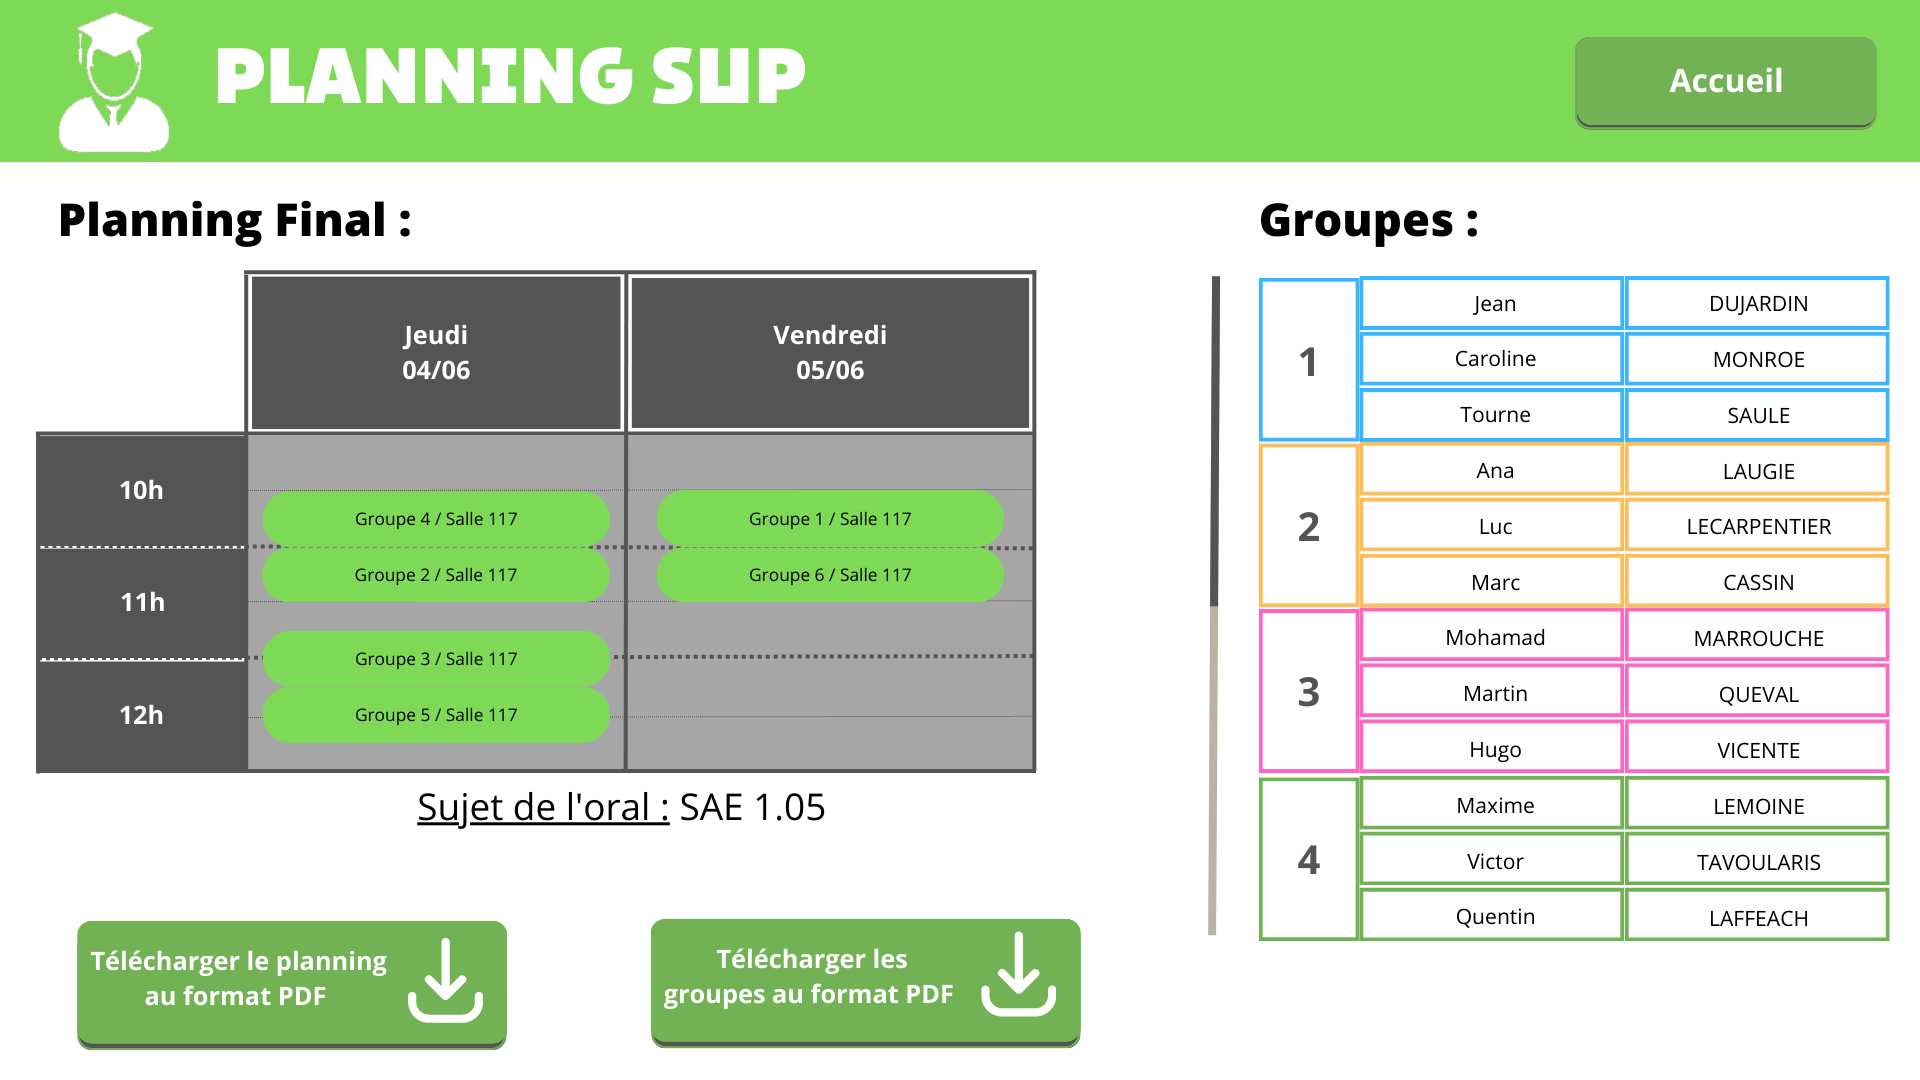 PLANNING SUP
Accueil
Planning Final :
Groupes :
Jeudi
04/06
Vendredi
05/06
10h
11h
12h
Groupe 4 / Salle 117
Groupe 1 / Salle 117
Groupe 2 / Salle 117
Groupe 6 / Salle 117
Groupe 3 / Salle 117
Groupe 5 / Salle 117
Sujet de l'oral : SAE 1.05
Télécharger le planning
au format PDF
Télécharger les
groupes au format PDF
1
Jean DUJARDIN
Caroline MONROE
Tourne SAULE
2
Ana LAUGIE
Luc LECARPENTIER
Marc CASSIN
3
Mohamad MARROUCHE
Martin QUEVAL
Hugo VICENTE
4
Maxime LEMOINE
Victor TAVOULARIS
Quentin LAFFEACH